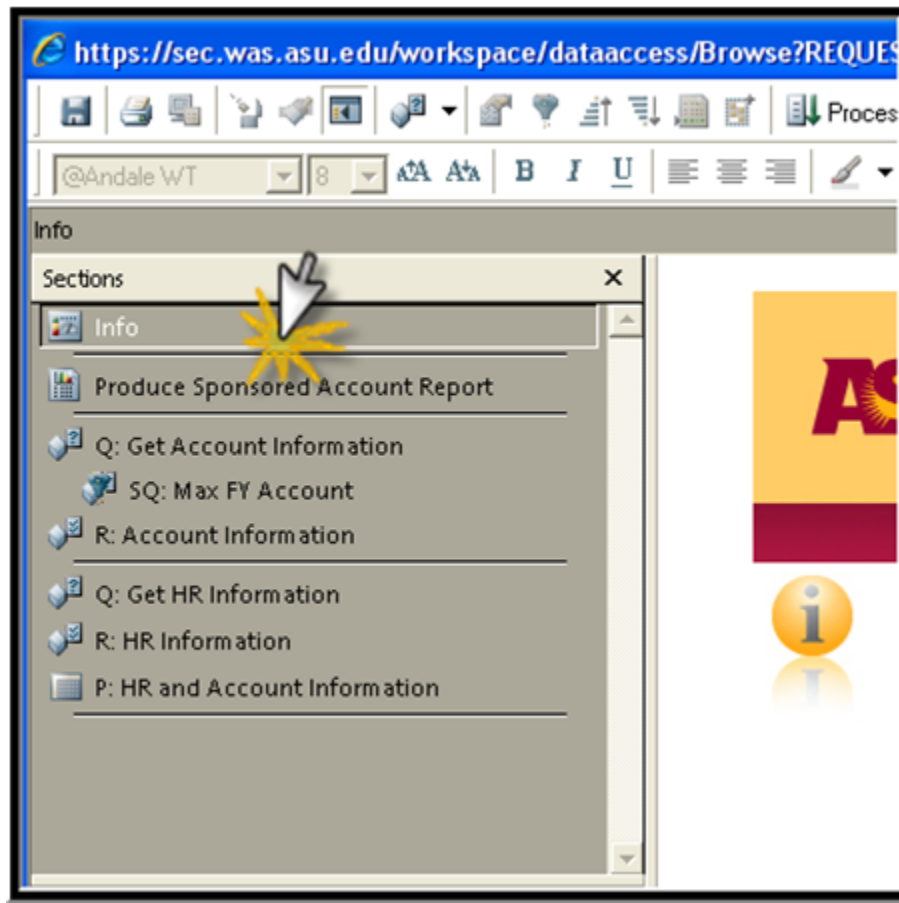 https://sec.was.asu.edu/workspace/dataaccess/Browse?REQUES
Proces
@Andale WT 8 B I U
Info
Sections
Info
Produce Sponsored Account Report
Q: Get Account Information
SQ: Max FY Account
R: Account Information
Q: Get HR Information
R: HR Information
P: HR and Account Information
AS
i